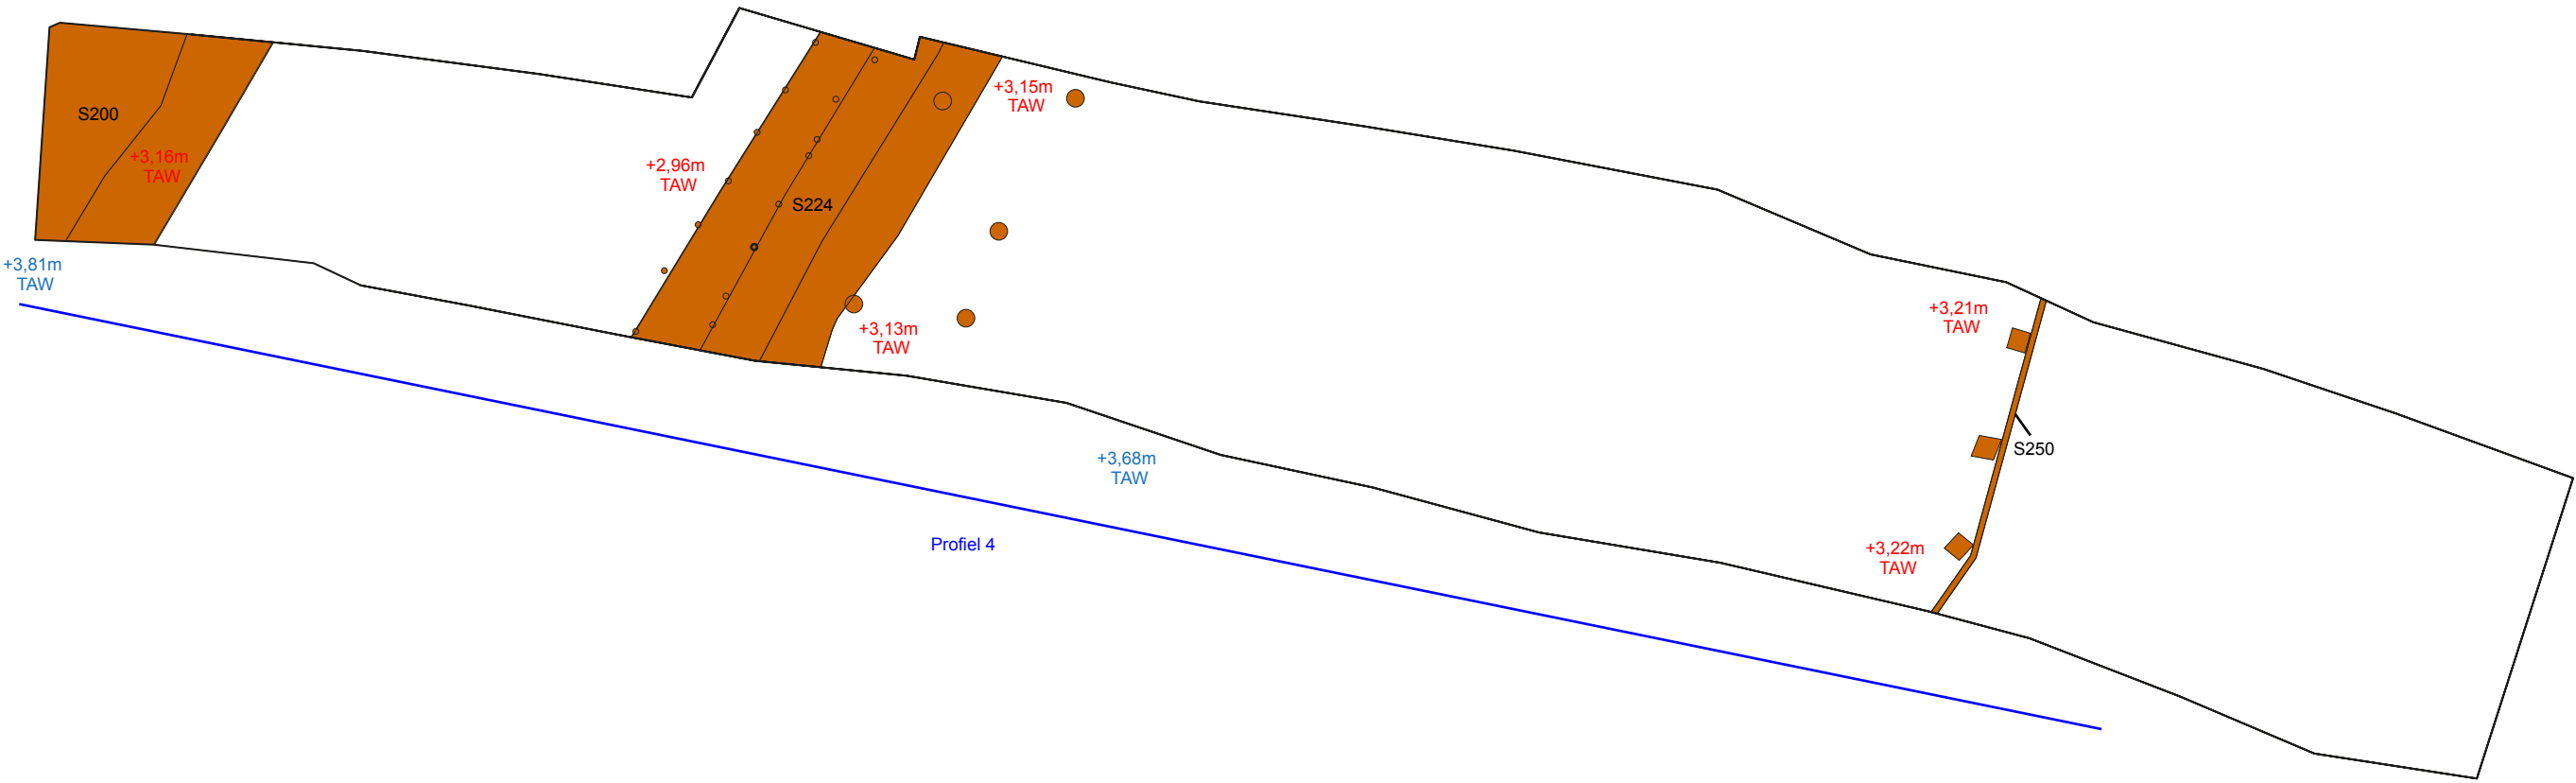 S200
+3,16m
TAW
+3,81m
TAW
+2,96m
TAW
S224
+3,15m
TAW
+3,13m
TAW
+3,68m
TAW
Profiel 4
+3,21m
TAW
S250
+3,22m
TAW